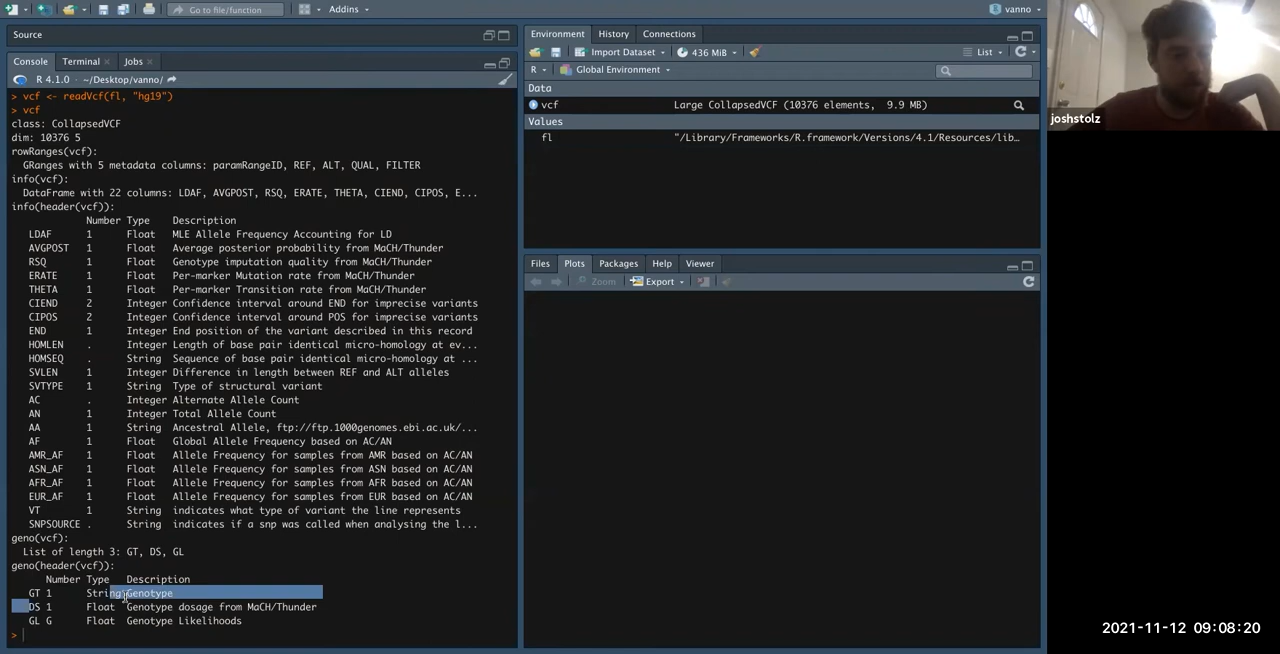 Go to file/function
Addins
vanno
Source
Console
Terminal
Jobs
R 4.1.0 · ~/Desktop/vanno/
> vcf <- readVcf(fl, "hg19")
> vcf
class: CollapsedVCF
dim: 10376 5
rowRanges(vcf):
GRanges with 5 metadata columns: paramRangeID, REF, ALT, QUAL, FILTER
info(vcf):
DataFrame with 22 columns: LDAF, AVGPOST, RSQ, ERATE, THETA, CIEND, CIPOS, E...
info(header(vcf)):
Number Type Description
LDAF 1 Float MLE Allele Frequency Accounting for LD
AVGPOST 1 Float Average posterior probability from MaCH/Thunder
RSQ 1 Float Genotype imputation quality from MaCH/Thunder
ERATE 1 Float Per-marker Mutation rate from MaCH/Thunder
THETA 1 Float Per-marker Transition rate from MaCH/Thunder
CIEND 2 Integer Confidence interval around END for imprecise variants
CIPOS 2 Integer Confidence interval around POS for imprecise variants
END 1 Integer End position of the variant described in this record
HOMLEN . Integer Length of base pair identical micro-homology at ev...
HOMSEQ . String Sequence of base pair identical micro-homology at ...
SVLEN 1 Integer Difference in length between REF and ALT alleles
SVTYPE 1 String Type of structural variant
AC . Integer Alternate Allele Count
AN 1 Integer Total Allele Count
AA 1 String Ancestral Allele, ftp://ftp.1000genomes.ebi.ac.uk/...
AF 1 Float Global Allele Frequency based on AC/AN
AMR_AF 1 Float Allele Frequency for samples from AMR based on AC/AN
ASN_AF 1 Float Allele Frequency for samples from ASN based on AC/AN
AFR_AF 1 Float Allele Frequency for samples from AFR based on AC/AN
EUR_AF 1 Float Allele Frequency for samples from EUR based on AC/AN
VT 1 String indicates what type of variant the line represents
SNPSOURCE . String indicates if a snp was called when analysing the l...
geno(vcf):
List of length 3: GT, DS, GL
geno(header(vcf)):
Number Type Description
GT 1 String Genotype
DS 1 Float Genotype dosage from MaCH/Thunder
GL G Float Genotype Likelihoods
>
Environment
History
Connections
Import Dataset
436 MiB
List
R
Global Environment
Data
vcf Large CollapsedVCF (10376 elements, 9.9 MB)
Values
fl "/Library/Frameworks/R.framework/Versions/4.1/Resources/lib...
Files
Plots
Packages
Help
Viewer
Zoom
Export
joshstolz
2021-11-12 09:08:20